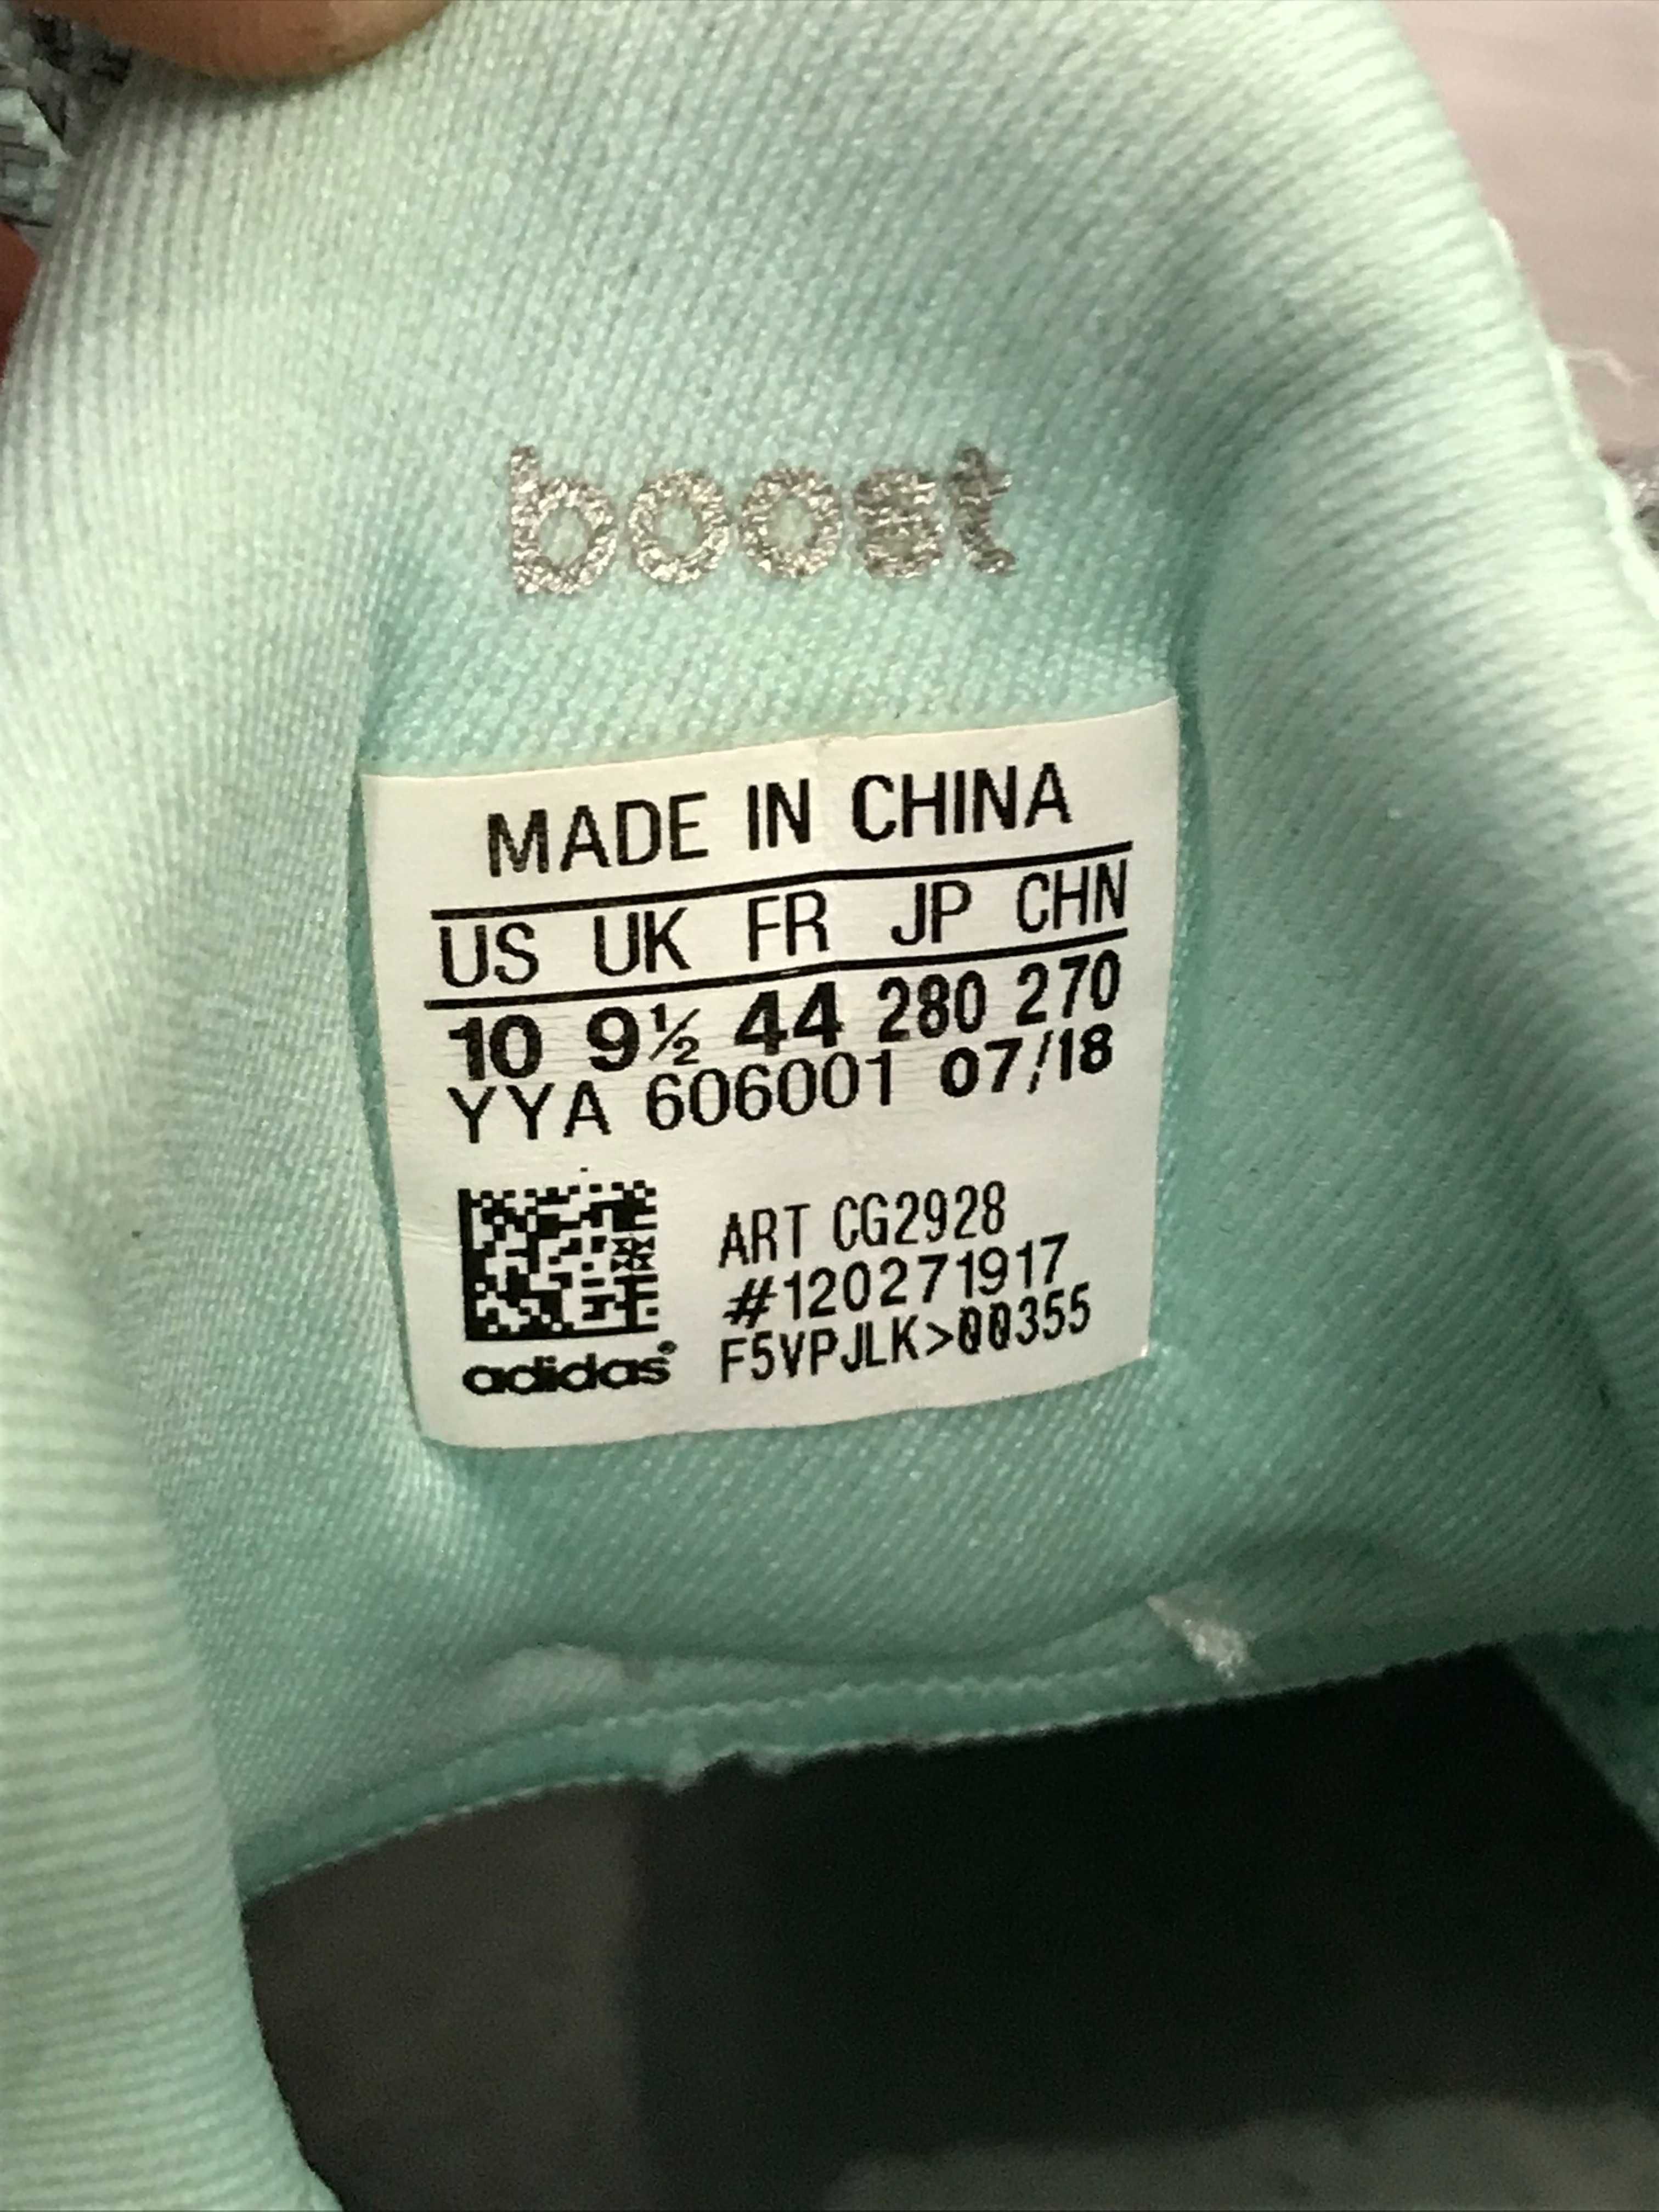 boost
MADE IN CHINA
US UK FR JP CHN
10 9½ 44 280 270
YYA 606001 07/18
ART CG2928
#120271917
F5VPJLK>00355
adidas